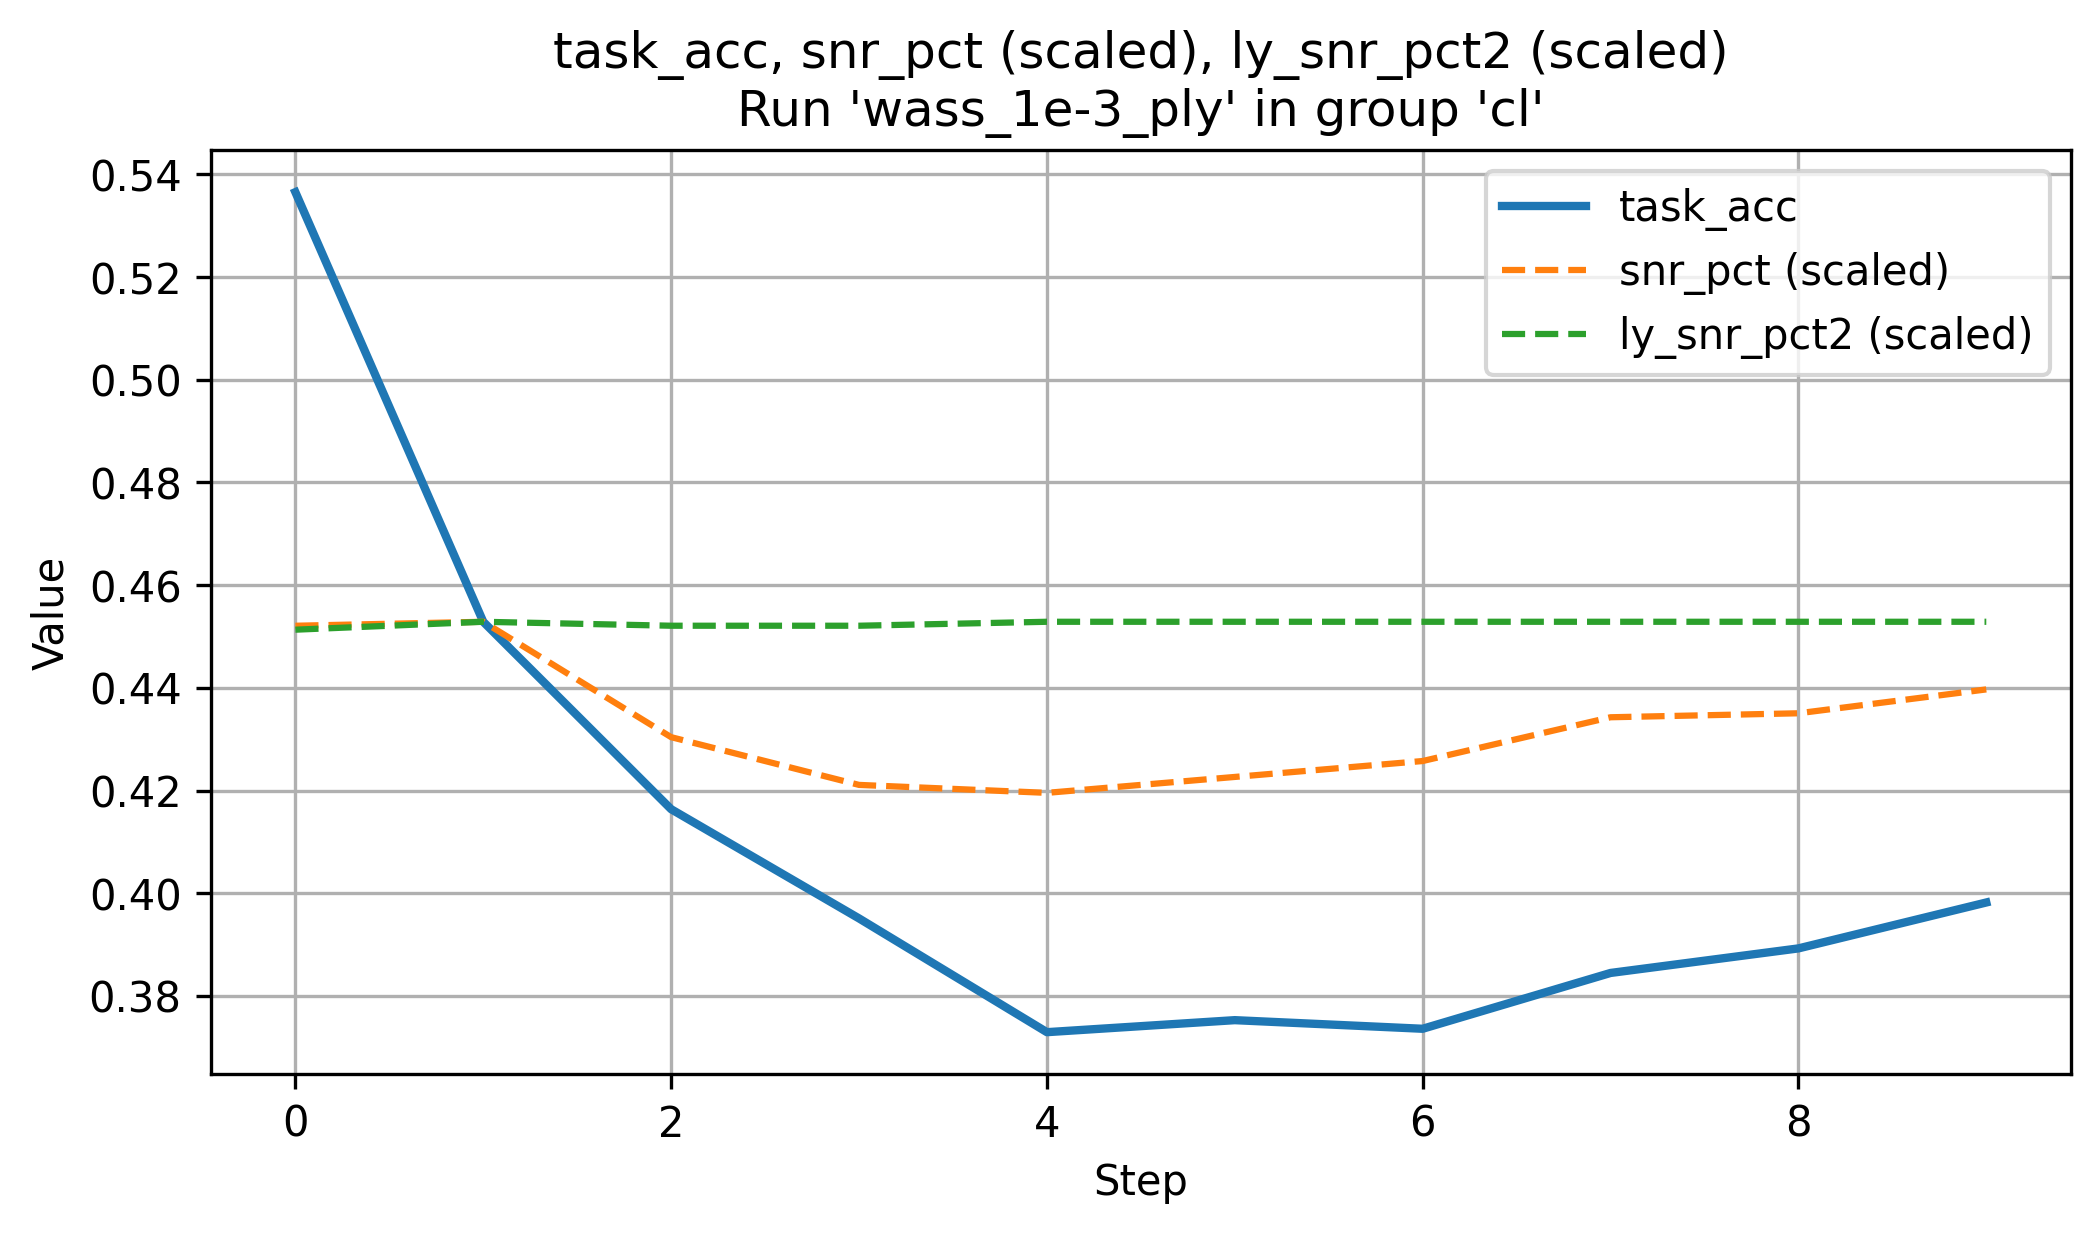 task_acc, snr_pct (scaled), ly_snr_pct2 (scaled)
Run 'wass_1e-3_ply' in group 'cl'
task_acc
snr_pct (scaled)
ly_snr_pct2 (scaled)
Value
0.54
0.52
0.50
0.48
0.46
0.44
0.42
0.40
0.38
0 2 4 6 8
Step